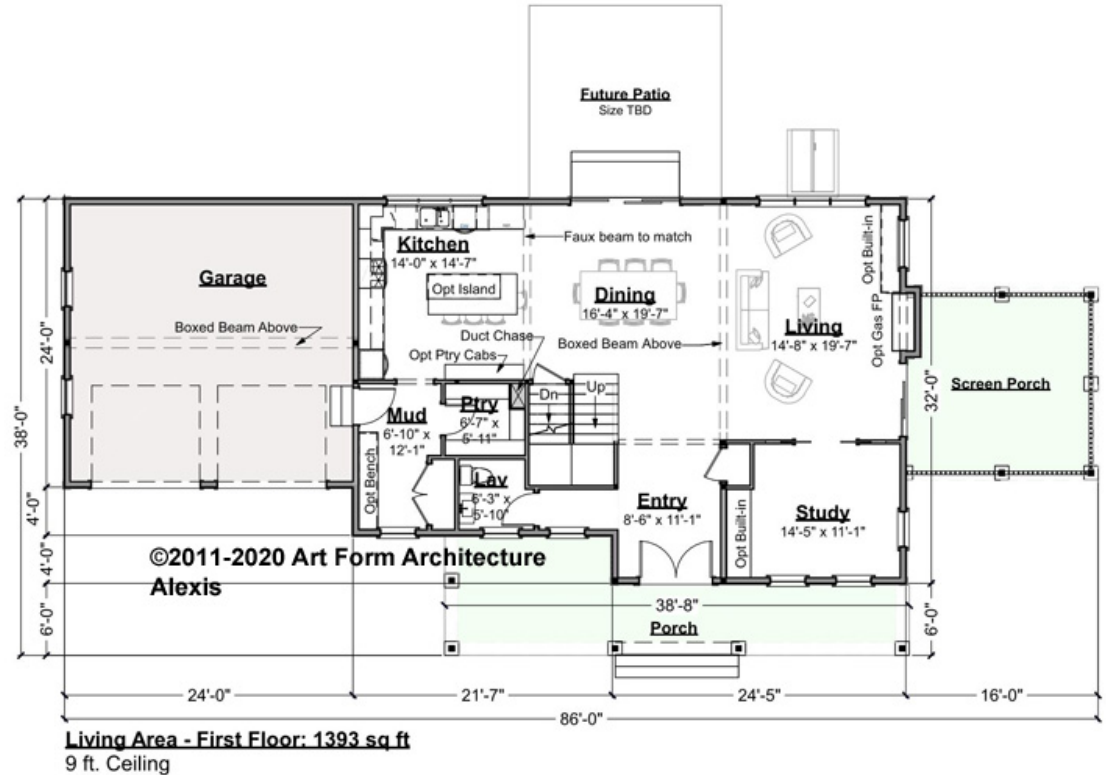 Future Patio
Size TBD
Faux beam to match
Kitchen
14'-0" x 14'-7"
Opt Island
Garage
Boxed Beam Above
Dining
16'-4" x 19'-7"
Duct Chase
Opt Ptry Cabs
Boxed Beam Above
Opt Built-in
Living
14'-8" x 19'-7"
Opt Gas FP
Screen Porch
Mud
6'-10" x
12'-1"
Ptry
6'-7" x
5'-11"
Dn
Up
Opt Bench
Lav
6'-3" x
5'-10"
Entry
8'-6" x 11'-1"
Opt Built-in
Study
14'-5" x 11'-1"
24'-0"
38'-0"
4'-0"
4'-0"
6'-0"
32'-0"
6'-0"
©2011-2020 Art Form Architecture
Alexis
38'-8"
Porch
24'-0"
21'-7"
24'-5"
16'-0"
86'-0"
Living Area - First Floor: 1393 sq ft
9 ft. Ceiling